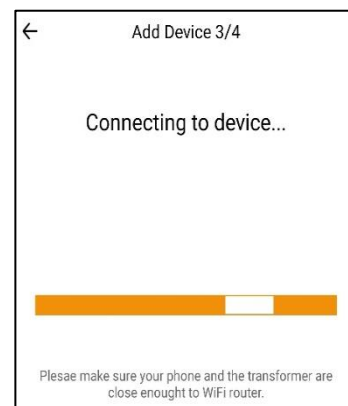 Add Device 3/4
Connecting to device...
Plesae make sure your phone and the transformer are
close enought to WiFi router.